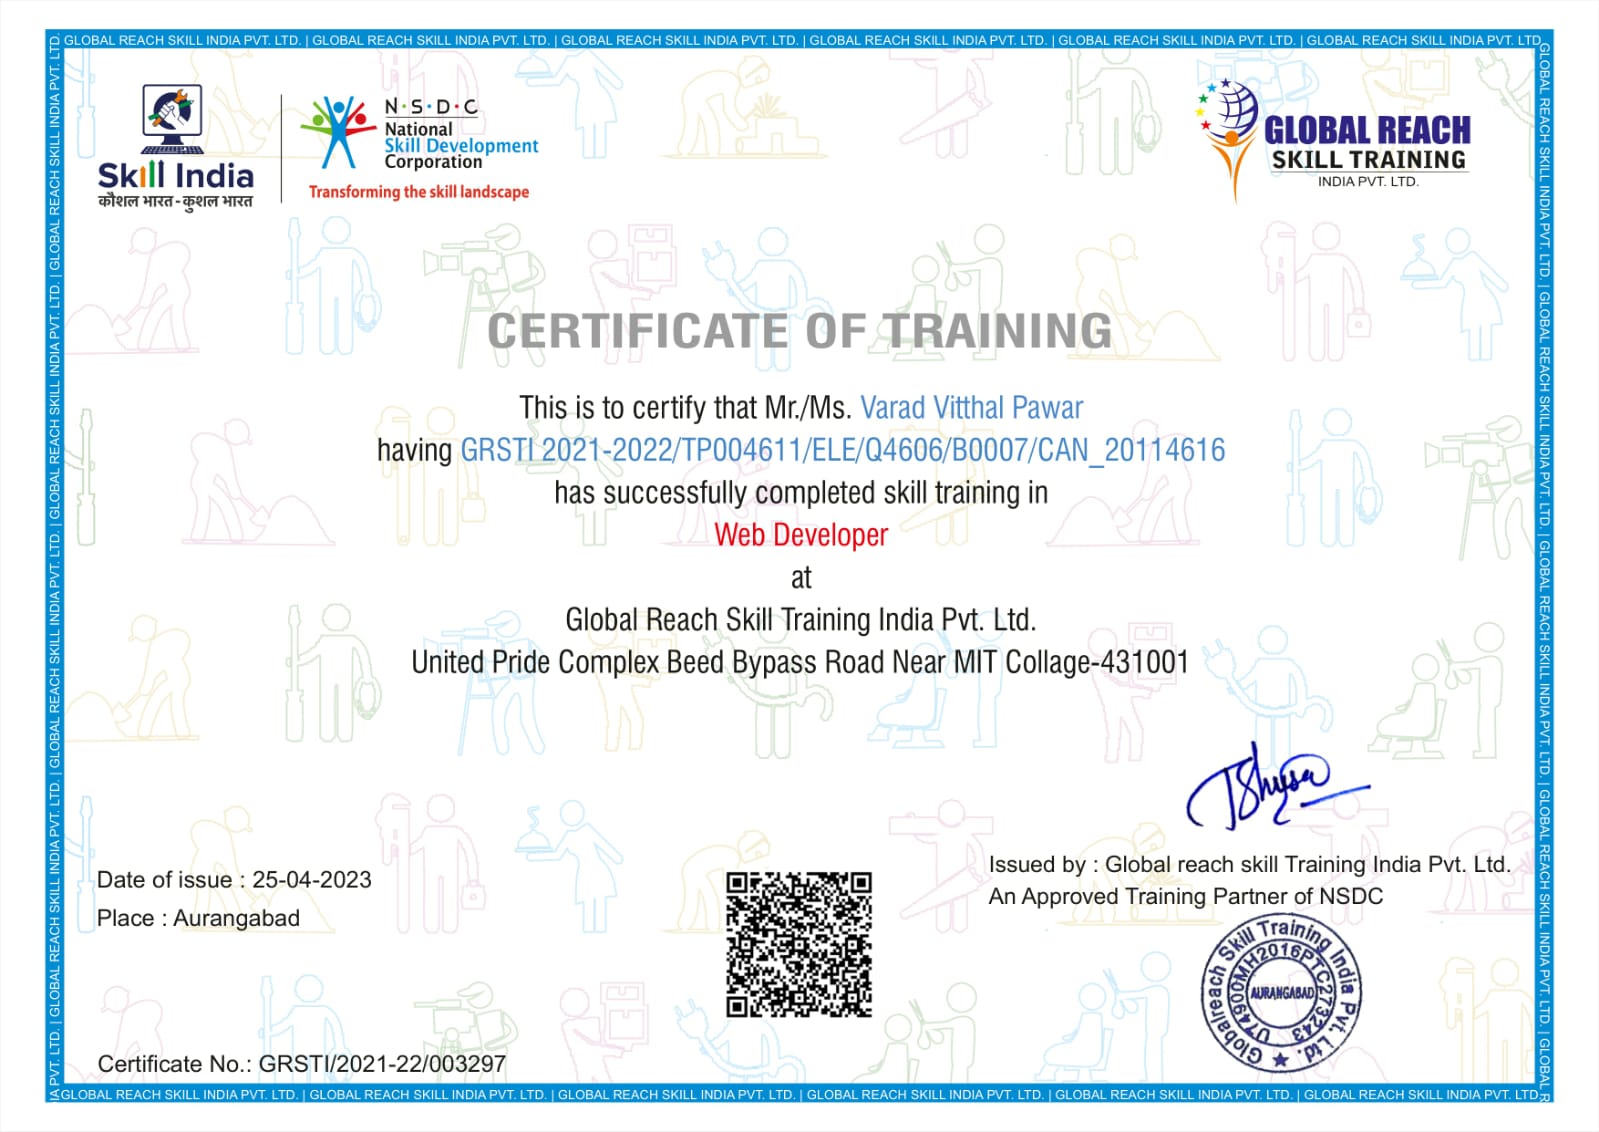 GLOBAL REACH SKILL INDIA PVT. LTD. | GLOBAL REACH SKILL INDIA PVT. LTD. | GLOBAL REACH SKILL INDIA PVT. LTD. | GLOBAL REACH SKILL INDIA PVT. LTD. | GLOBAL REACH SKILL INDIA PVT. LTD. | GLOBAL REACH SKILL INDIA PVT. LTD.
Skill India
कौशल भारत - कुशल भारत
N·S·D·C
National
Skill Development
Corporation
Transforming the skill landscape
GLOBAL REACH
SKILL TRAINING
INDIA PVT. LTD.
CERTIFICATE OF TRAINING
This is to certify that Mr./Ms. Varad Vitthal Pawar
having GRSTI 2021-2022/TP004611/ELE/Q4606/B0007/CAN_20114616
has successfully completed skill training in
Web Developer
at
Global Reach Skill Training India Pvt. Ltd.
United Pride Complex Beed Bypass Road Near MIT Collage-431001
Date of issue : 25-04-2023
Place : Aurangabad
Issued by : Global reach skill Training India Pvt. Ltd.
An Approved Training Partner of NSDC
Globalreach Skill Training India Pvt. Ltd.
U74900MH2016PTC273243
AURANGABAD
Certificate No.: GRSTI/2021-22/003297
GLOBAL REACH SKILL INDIA PVT. LTD. | GLOBAL REACH SKILL INDIA PVT. LTD. | GLOBAL REACH SKILL INDIA PVT. LTD. | GLOBAL REACH SKILL INDIA PVT. LTD. | GLOBAL REACH SKILL INDIA PVT. LTD. | GLOBAL REACH SKILL INDIA PVT. LTD.